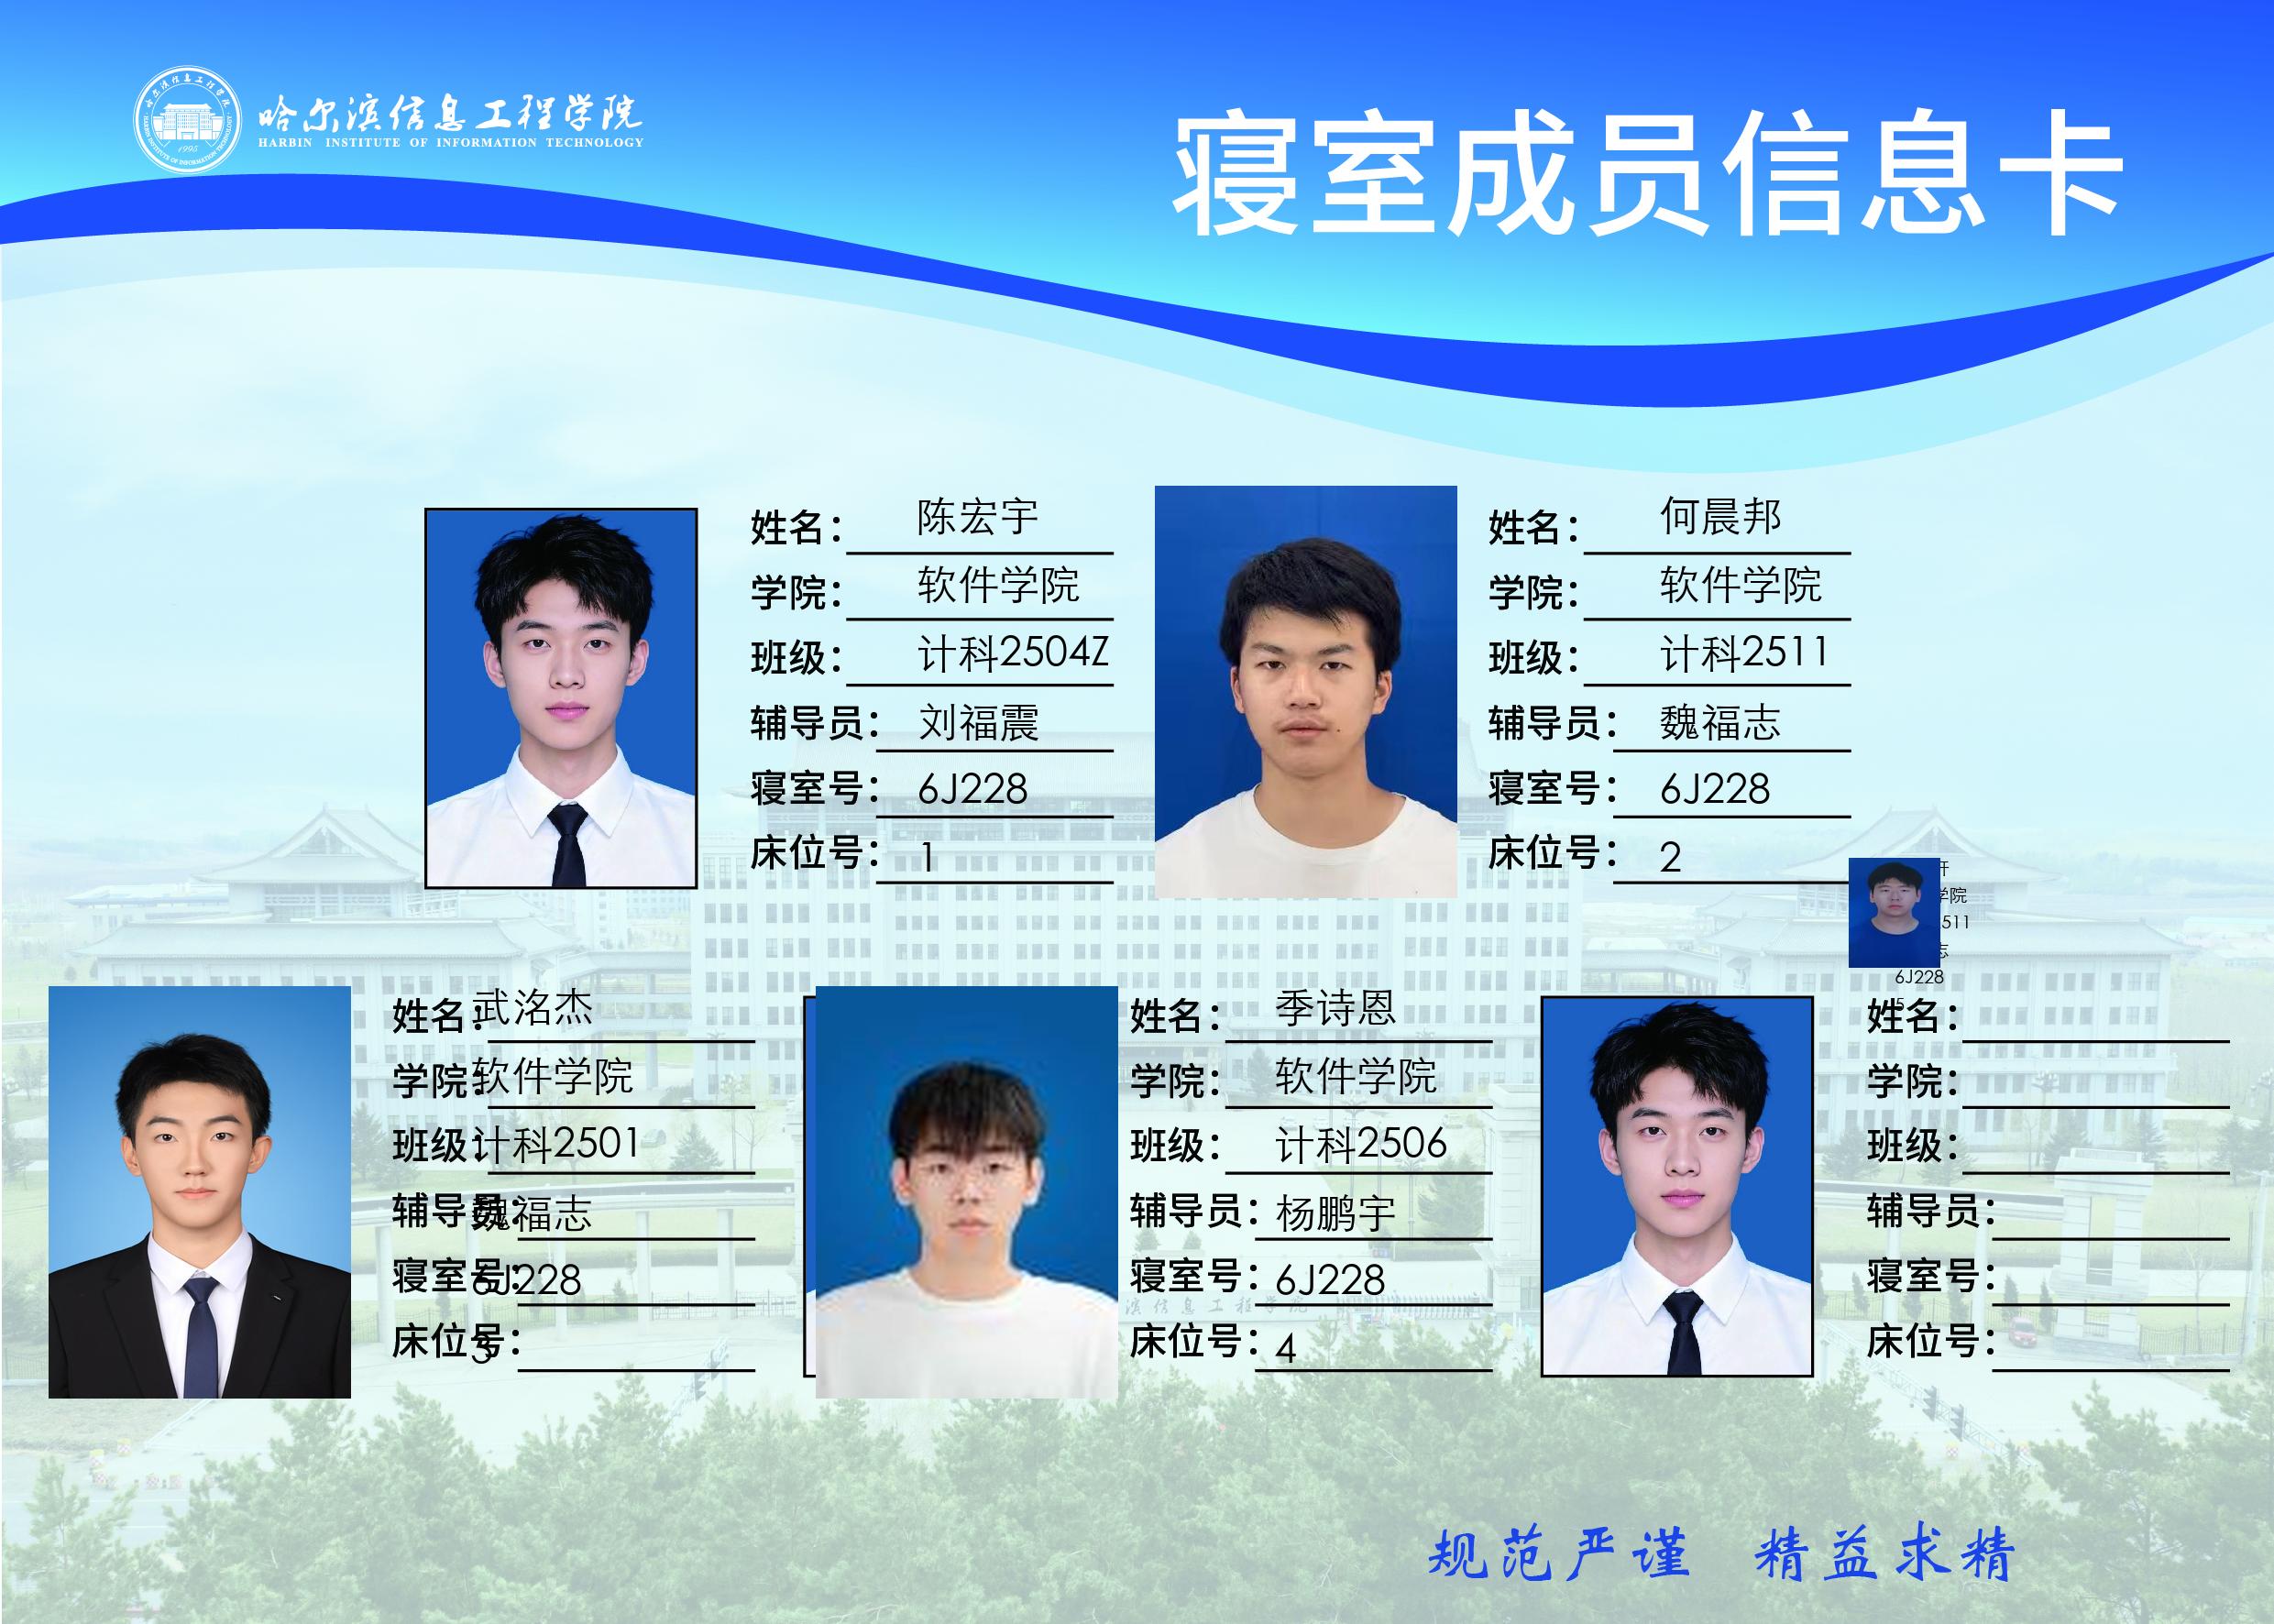 哈尔滨信息工程学院
HARBIN INSTITUTE OF INFORMATION TECHNOLOGY
1995
寝室成员信息卡
姓名：陈宏宇
学院：软件学院
班级：计科2504Z
辅导员：刘福震
寝室号：6J228
床位号：1
姓名：何晨邦
学院：软件学院
班级：计科2511
辅导员：魏福志
寝室号：6J228
床位号：2
学院
511
志
6J228
姓名：武洺杰
学院：软件学院
班级：计科2501
辅导员：魏福志
寝室号：6J228
床位号：3
姓名：季诗恩
学院：软件学院
班级：计科2506
辅导员：杨鹏宇
寝室号：6J228
床位号：4
姓名：
学院：
班级：
辅导员：
寝室号：
床位号：
规范严谨 精益求精